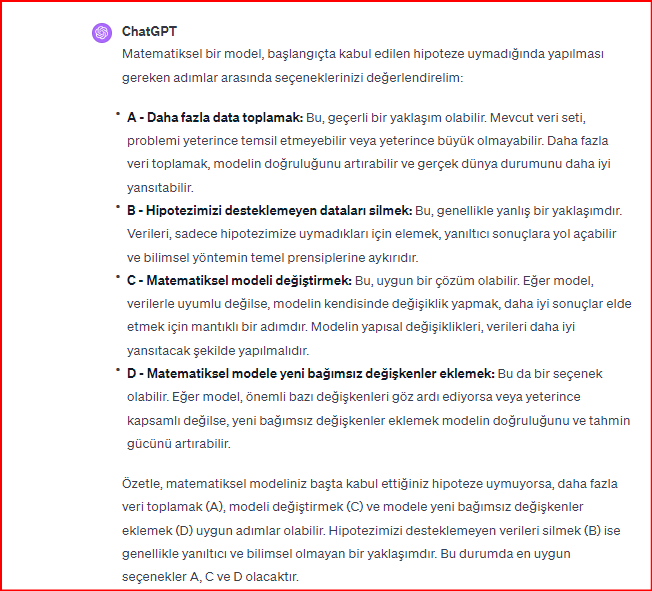 ChatGPT
Matematiksel bir model, başlangıçta kabul edilen hipoteze uymadığında yapılması
gereken adımlar arasında seçeneklerinizi değerlendirelim:
• A - Daha fazla data toplamak: Bu, geçerli bir yaklaşım olabilir. Mevcut veri seti,
problemi yeterince temsil etmeyebilir veya yeterince büyük olmayabilir. Daha fazla
veri toplamak, modelin doğruluğunu artırabilir ve gerçek dünya durumunu daha iyi
yansıtabilir.
• B - Hipotezimizi desteklemeyen dataları silmek: Bu, genellikle yanlış bir yaklaşımdır.
Verileri, sadece hipotezimize uymadıkları için elemek, yanıltıcı sonuçlara yol açabilir
ve bilimsel yöntemin temel prensiplerine aykırıdır.
• C - Matematiksel modeli değiştirmek: Bu, uygun bir çözüm olabilir. Eğer model,
verilerle uyumlu değilse, modelin kendisinde değişiklik yapmak, daha iyi sonuçlar elde
etmek için mantıklı bir adımdır. Modelin yapısal değişiklikleri, verileri daha iyi
yansıtacak şekilde yapılmalıdır.
• D - Matematiksel modele yeni bağımsız değişkenler eklemek: Bu da bir seçenek
olabilir. Eğer model, önemli bazı değişkenleri göz ardı ediyorsa veya yeterince
kapsamlı değilse, yeni bağımsız değişkenler eklemek modelin doğruluğunu ve tahmin
gücünü artırabilir.
Özetle, matematiksel modeliniz başta kabul ettiğiniz hipoteze uymuyorsa, daha fazla
veri toplamak (A), modeli değiştirmek (C) ve modele yeni bağımsız değişkenler
eklemek (D) uygun adımlar olabilir. Hipotezimizi desteklemeyen verileri silmek (B) ise
genellikle yanıltıcı ve bilimsel olmayan bir yaklaşımdır. Bu durumda en uygun
seçenekler A, C ve D olacaktır.